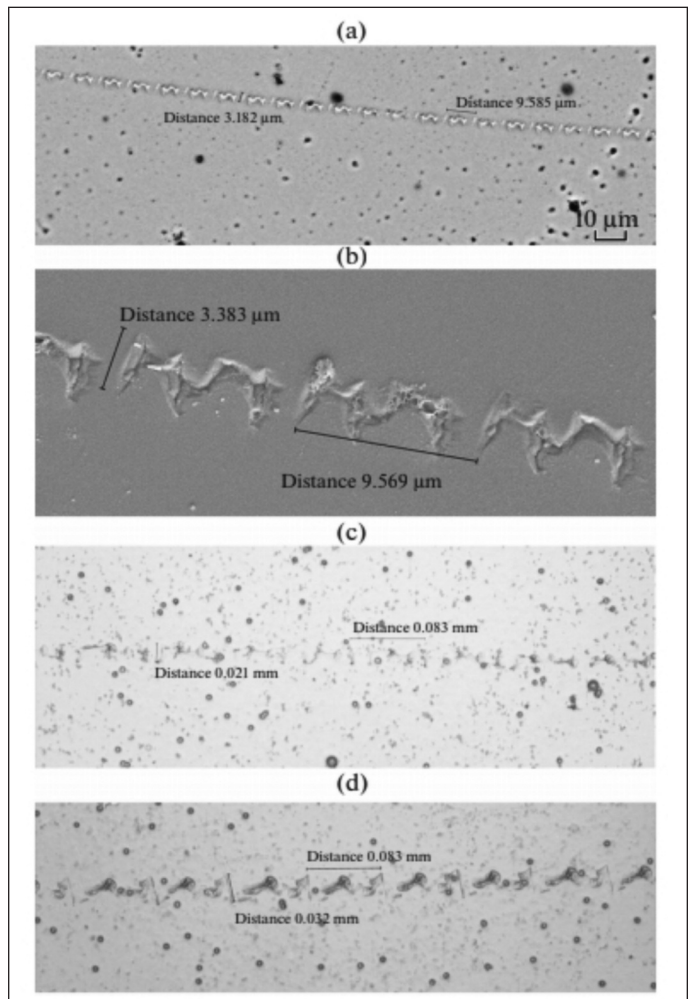 (a)
Distance 9.585 µm
Distance 3.182 µm
10 µm
(b)
Distance 3.383 µm
Distance 9.569 µm
(c)
Distance 0.083 mm
Distance 0.021 mm
(d)
Distance 0.083 mm
Distance 0.032 mm